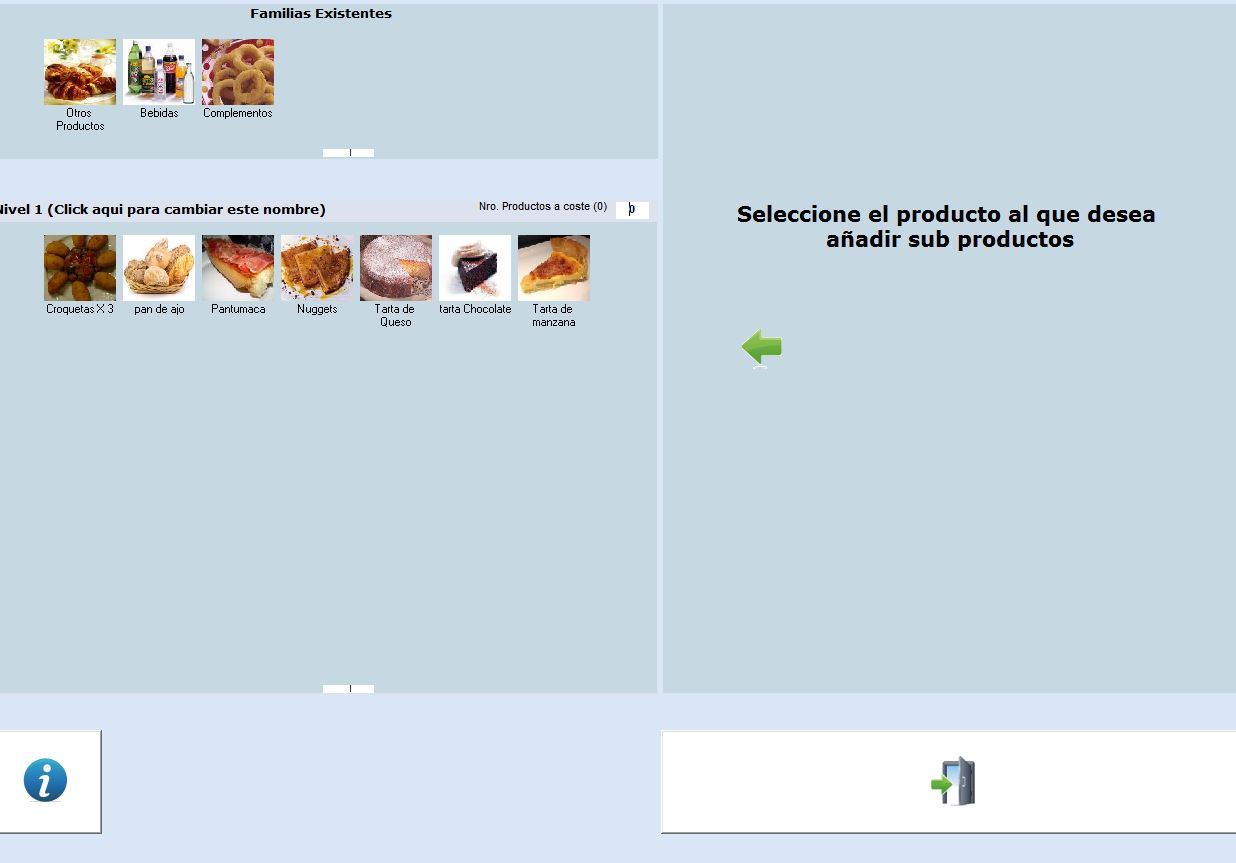 Familias Existentes
Otros
Productos
Bebidas
Complementos
Nivel 1 (Click aqui para cambiar este nombre)
Nro. Productos a coste (0)
0
Croquetas X 3
pan de ajo
Pantumaca
Nuggets
Tarta de
Queso
tarta Chocolate
Tarta de
manzana
Seleccione el producto al que desea
añadir sub productos